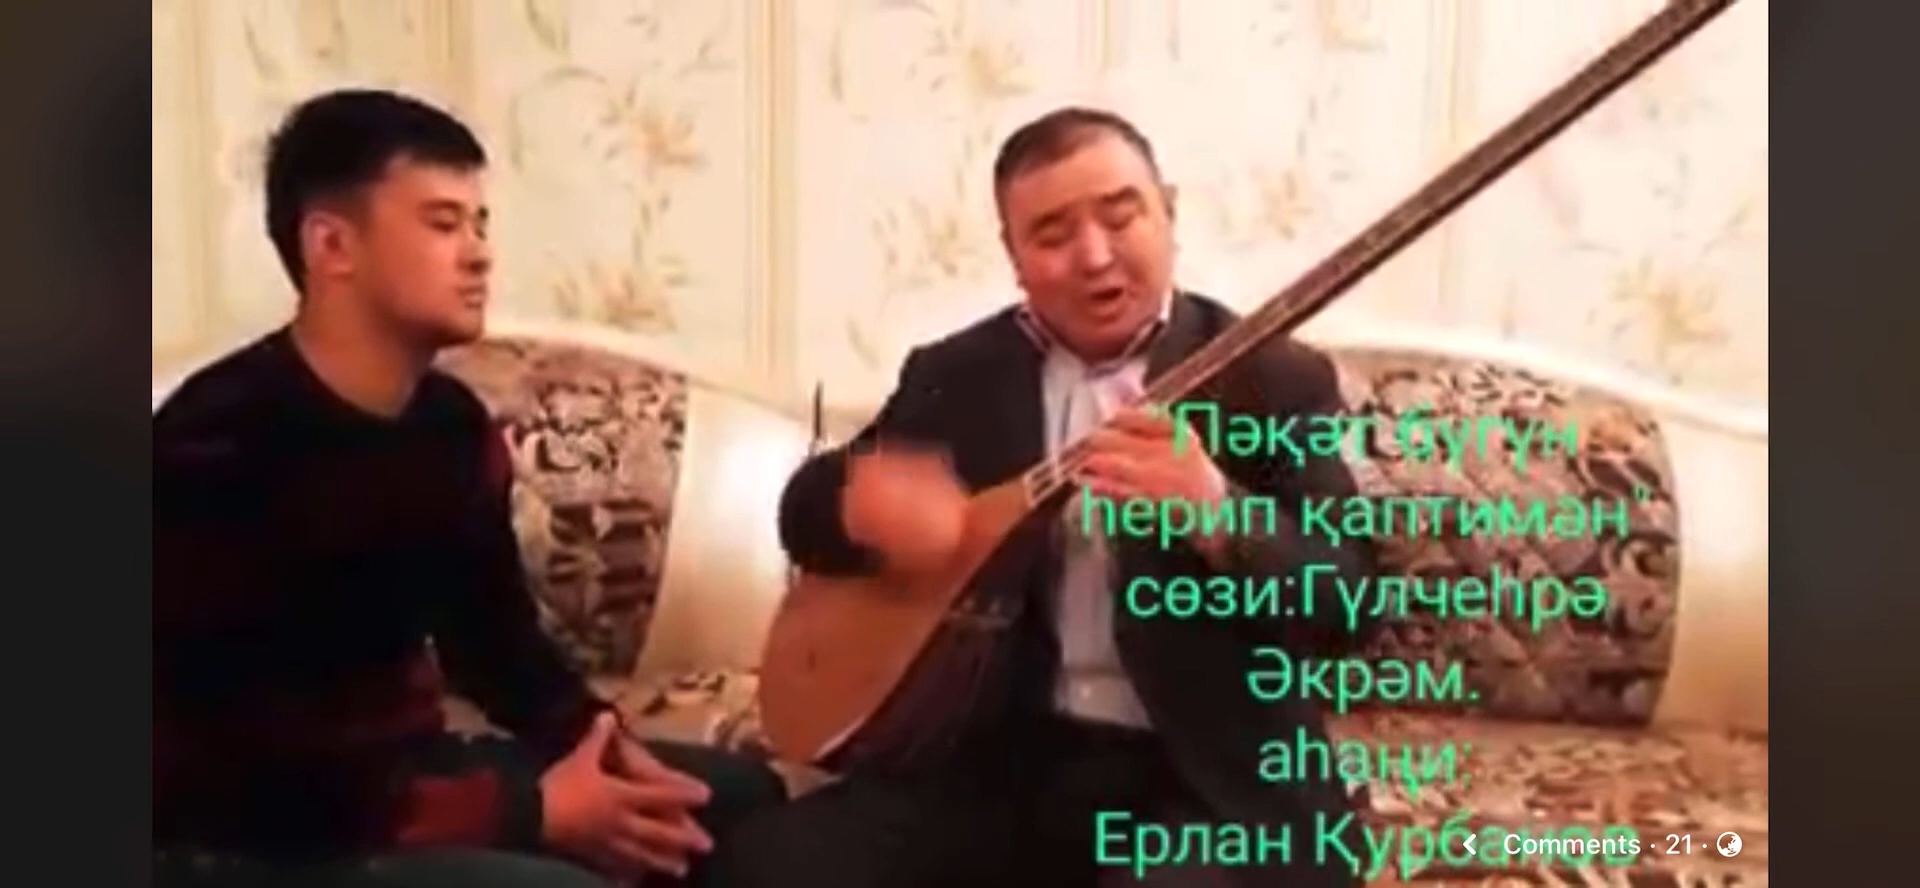 "Пәқәт бүгүн
һерип қаптимән"
сөзи:Гүлчеһрә
Әкрәм.
аһаңи:
Ерлан Қурбанов
Comments · 21 ·